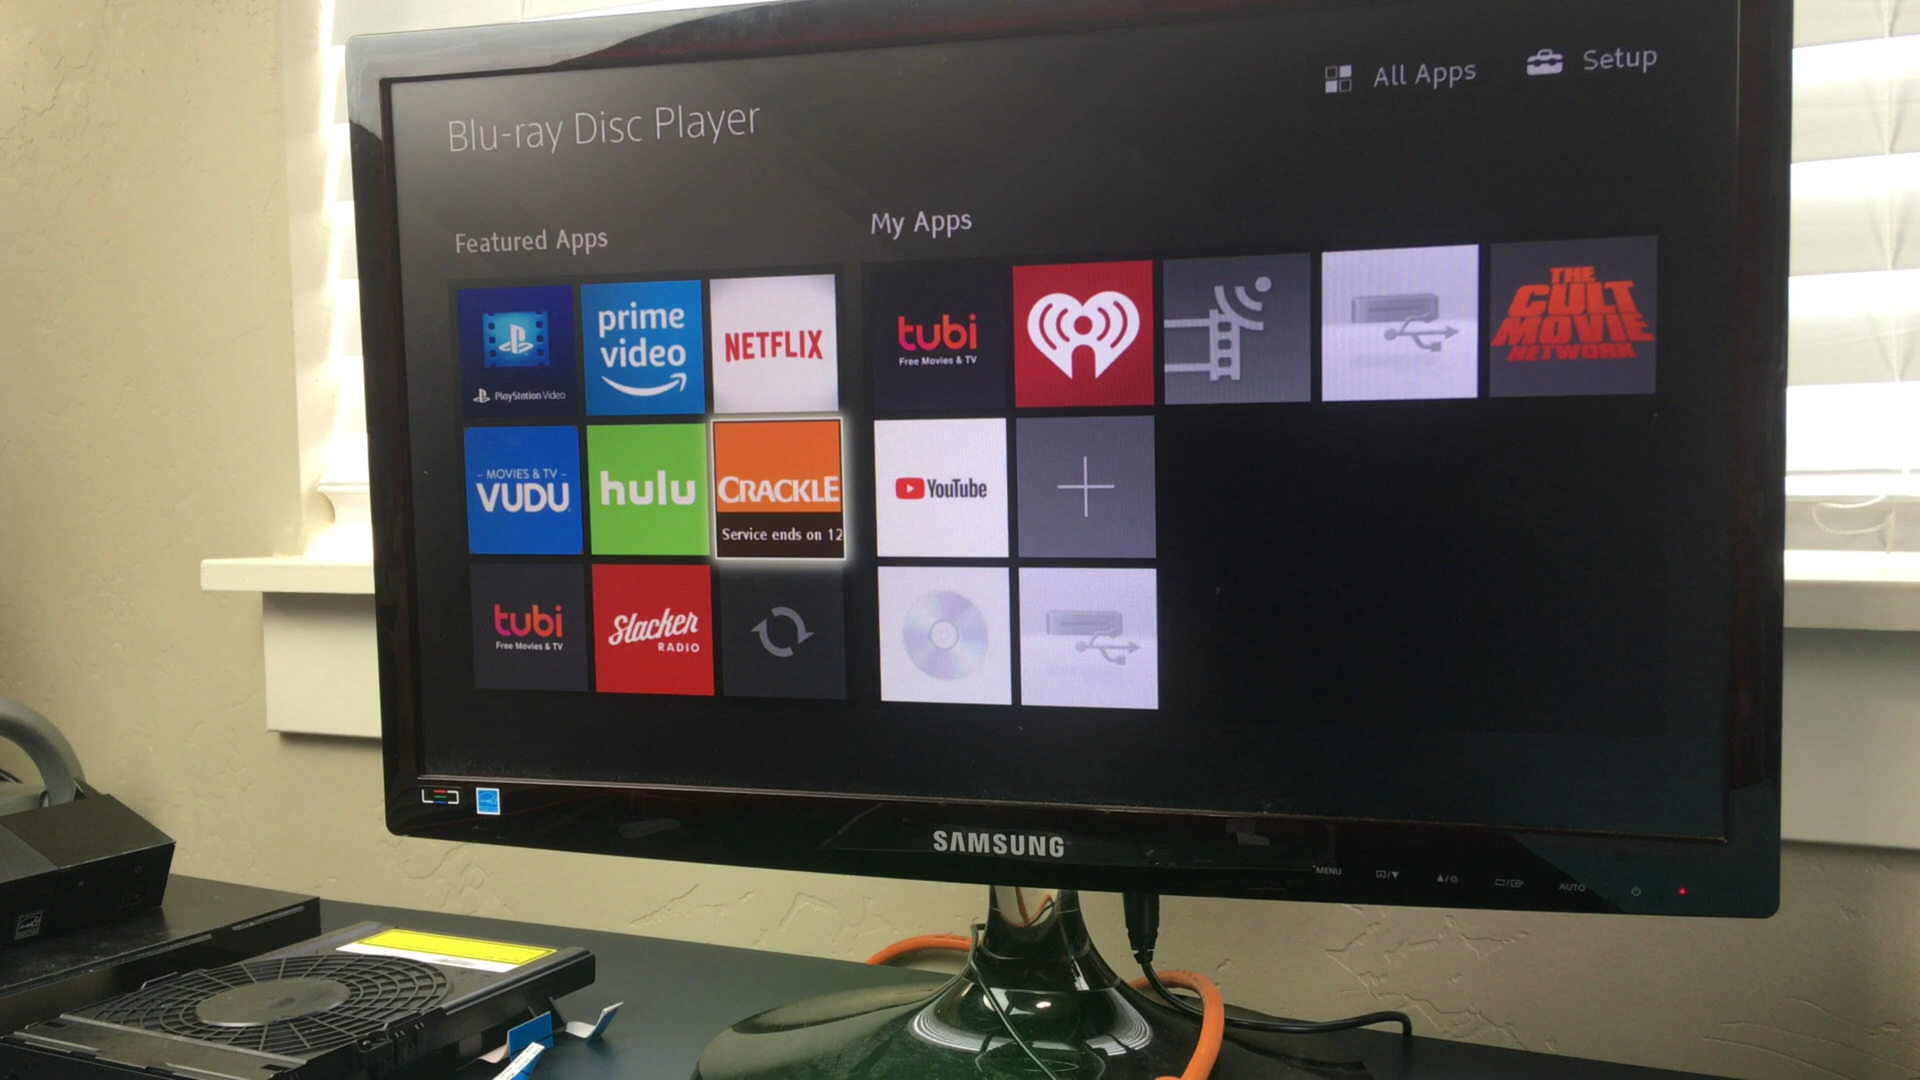 All Apps
Setup
Blu-ray Disc Player
Featured Apps
My Apps
PlayStation Video
prime
video
NETFLIX
tubi
Free Movies & TV
THE
CULT
MOVIE
NETWORK
- MOVIES & TV -
VUDU
hulu
CRACKLE
Service ends on 12
YouTube
tubi
Free Movies & TV
Slacker
RADIO
LED
SAMSUNG
MENU
AUTO